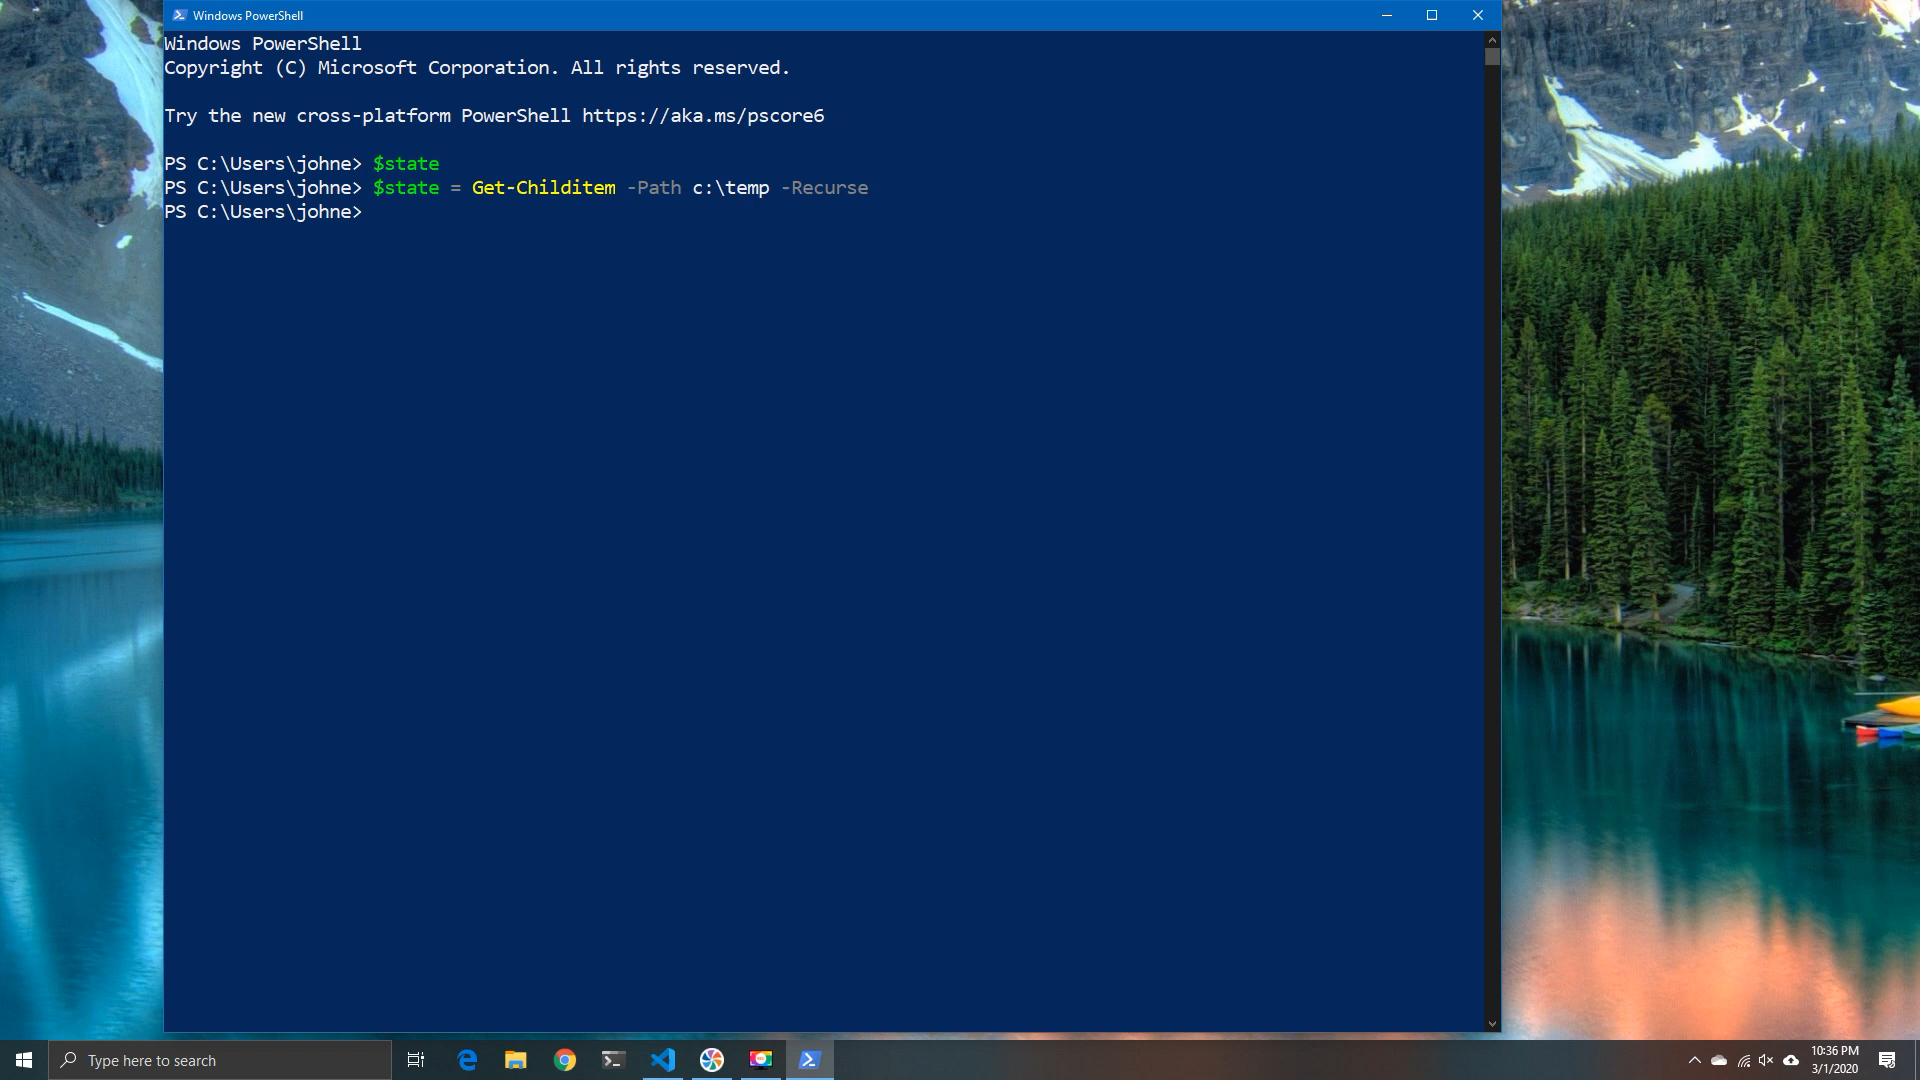 Windows PowerShell
Windows PowerShell
Copyright (C) Microsoft Corporation. All rights reserved.
Try the new cross-platform PowerShell https://aka.ms/pscore6
PS C:\Users\johne> $state
PS C:\Users\johne> $state = Get-Childitem -Path c:\temp -Recurse
PS C:\Users\johne>
Type here to search
10:36 PM
3/1/2020